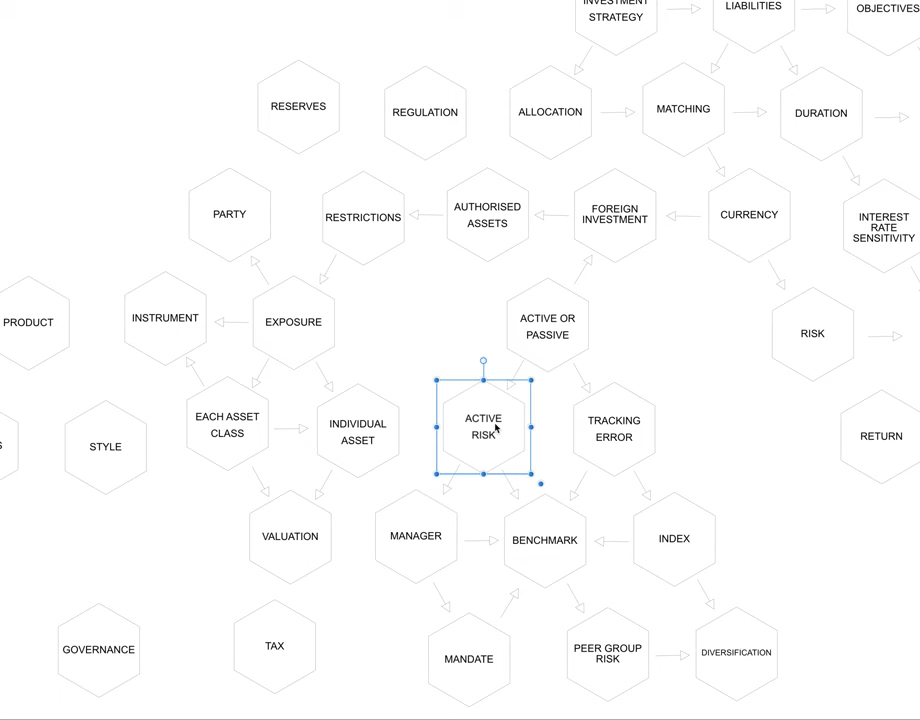 INVESTMENT
STRATEGY
LIABILITIES
OBJECTIVES
RESERVES
REGULATION
ALLOCATION
MATCHING
DURATION
PARTY
RESTRICTIONS
AUTHORISED
ASSETS
FOREIGN
INVESTMENT
CURRENCY
INTEREST
RATE
SENSITIVITY
PRODUCT
INSTRUMENT
EXPOSURE
ACTIVE OR
PASSIVE
RISK
S
STYLE
EACH ASSET
CLASS
INDIVIDUAL
ASSET
ACTIVE
RISK
TRACKING
ERROR
RETURN
VALUATION
MANAGER
BENCHMARK
INDEX
GOVERNANCE
TAX
MANDATE
PEER GROUP
RISK
DIVERSIFICATION